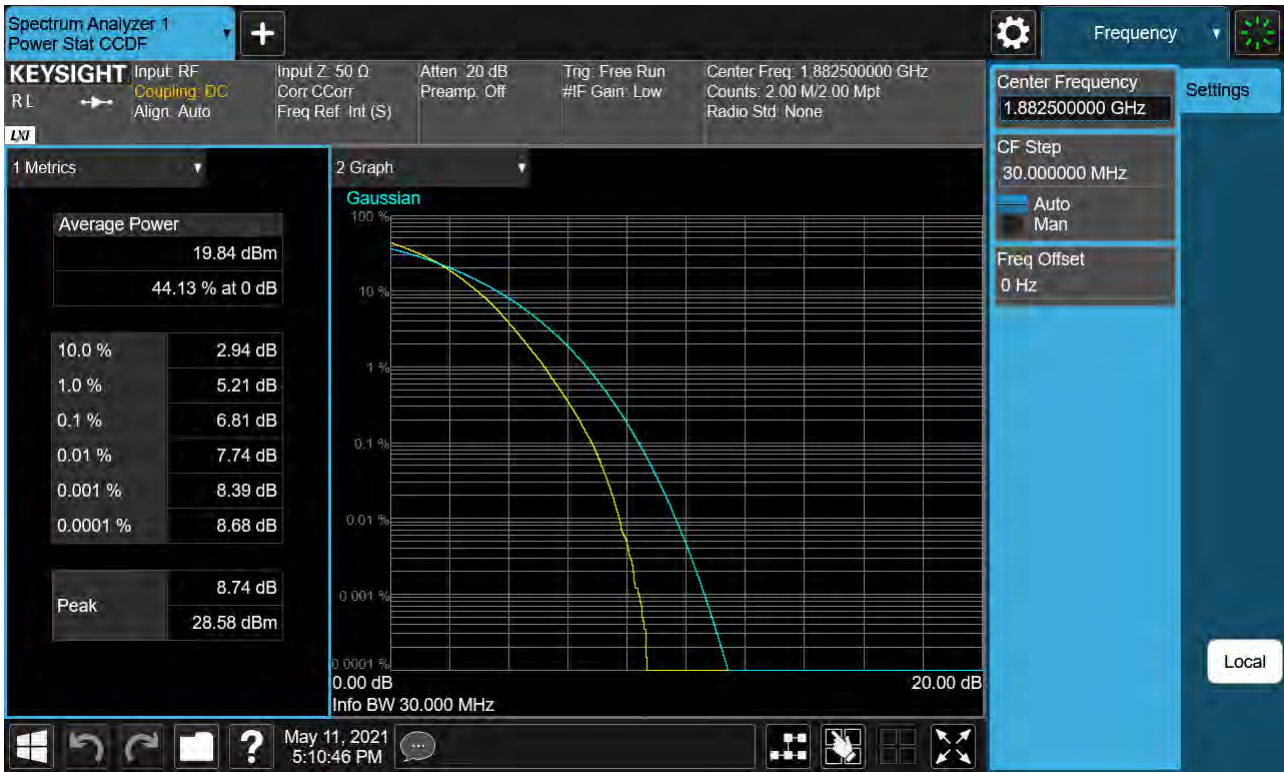 Spectrum Analyzer 1
Power Stat CCDF
+
Frequency
KEYSIGHT
Input: RF
Coupling: DC
Align: Auto
Input Z: 50 Ω
Corr CCorr
Freq Ref: Int (S)
Atten: 20 dB
Preamp: Off
Trig: Free Run
#IF Gain: Low
Center Freq: 1.882500000 GHz
Counts: 2.00 M/2.00 Mpt
Radio Std: None
RL
LXI
Center Frequency
1.882500000 GHz
Settings
CF Step
30.000000 MHz
Auto
Man
Freq Offset
0 Hz
1 Metrics
Average Power
19.84 dBm
44.13 % at 0 dB
10.0 % 2.94 dB
1.0 % 5.21 dB
0.1 % 6.81 dB
0.01 % 7.74 dB
0.001 % 8.39 dB
0.0001 % 8.68 dB
Peak
8.74 dB
28.58 dBm
2 Graph
Gaussian
100 %
10 %
1 %
0.1 %
0.01 %
0.001 %
0.0001 %
0.00 dB
20.00 dB
Info BW 30.000 MHz
Local
?
May 11, 2021
5:10:46 PM